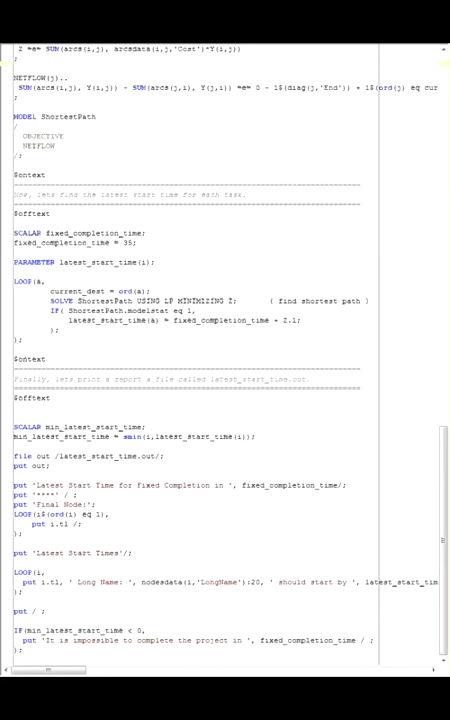 Z =e= SUM(arcs(i,j), arcsdata(i,j,'Cost')*Y(i,j))
;
NETFLOW(j)..
SUM(arcs(i,j), Y(i,j)) - SUM(arcs(j,i), Y(j,i)) =e= 0 - 1$(diag(j,'End')) + 1$(ord(j) eq cur
;
MODEL ShortestPath
/
OBJECTIVE
NETFLOW
/;
$ontext
================================================================================
Now, lets find the latest start time for each task.
================================================================================
$offtext
SCALAR fixed_completion_time;
fixed_completion_time = 35;
PARAMETER latest_start_time(i);
LOOP(a,
current_dest = ord(a);
SOLVE ShortestPath USING LP MINIMIZING Z; ( find shortest path )
IF( ShortestPath.modelstat eq 1,
latest_start_time(a) = fixed_completion_time + Z.l;
);
);
$ontext
================================================================================
Finally, lets print a report a file called latest_start_time.out.
================================================================================
$offtext
SCALAR min_latest_start_time;
min_latest_start_time = smin(i,latest_start_time(i));
file out /latest_start_time.out/;
put out;
put 'Latest Start Time for Fixed Completion in ', fixed_completion_time/;
put '****' / ;
put 'Final Node:';
LOOP(i$(ord(i) eq 1),
put i.tl /;
);
put 'Latest Start Times'/;
LOOP(i,
put i.tl, ' Long Name: ', nodesdata(i,'LongName'):20, ' should start by ', latest_start_tim
);
put / ;
IF(min_latest_start_time < 0,
put 'It is impossible to complete the project in ', fixed_completion_time / ;
);